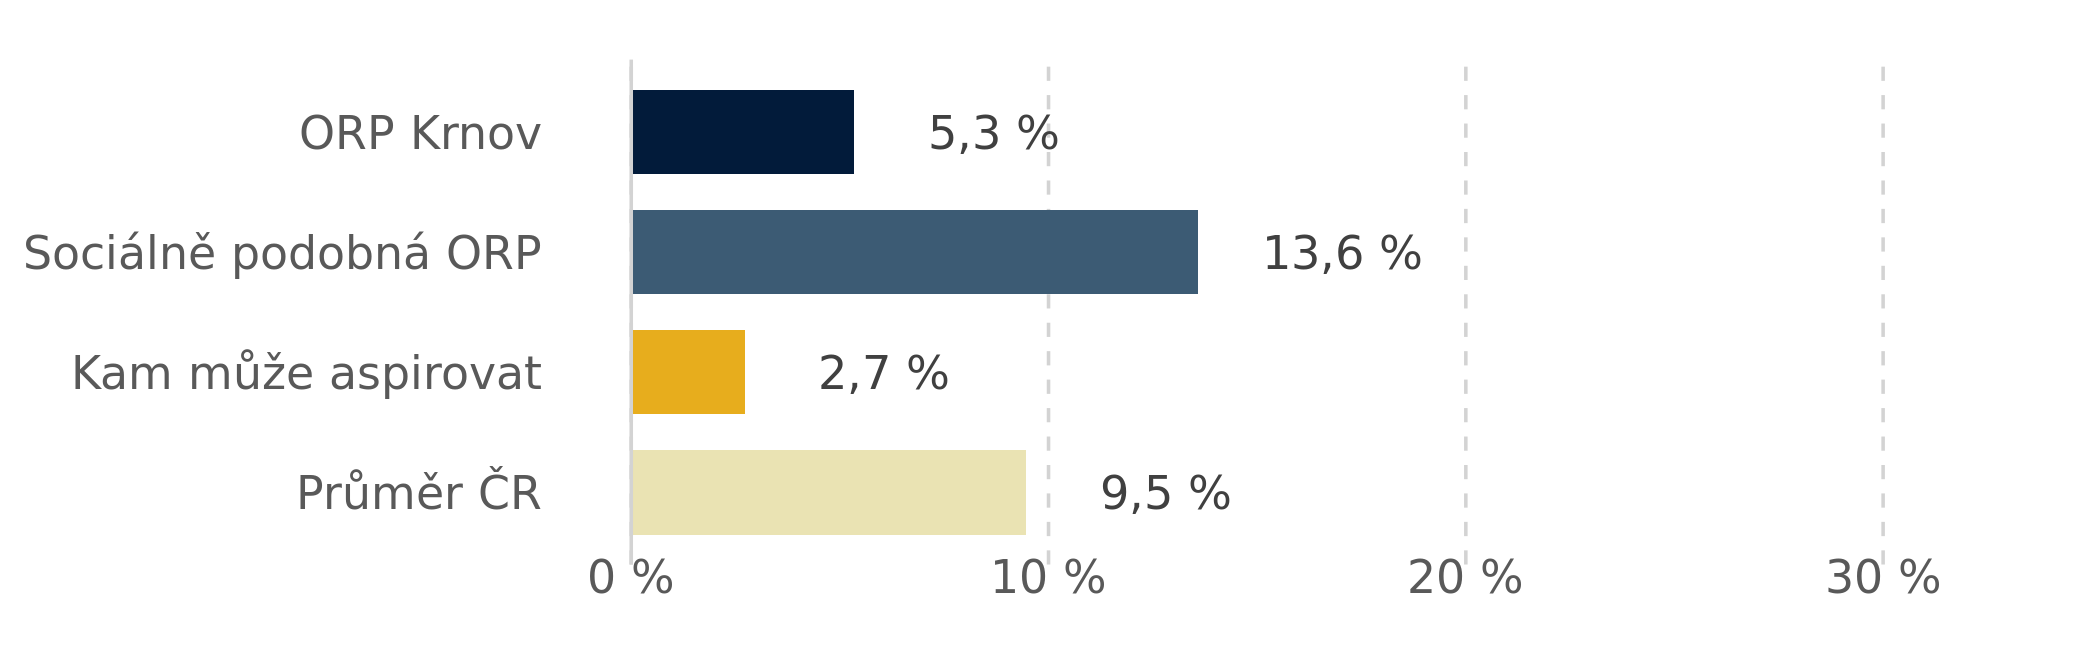 ORP Krnov 5,3 %
Sociálně podobná ORP 13,6 %
Kam může aspirovat 2,7 %
Průměr ČR 9,5 %
0 % 10 % 20 % 30 %